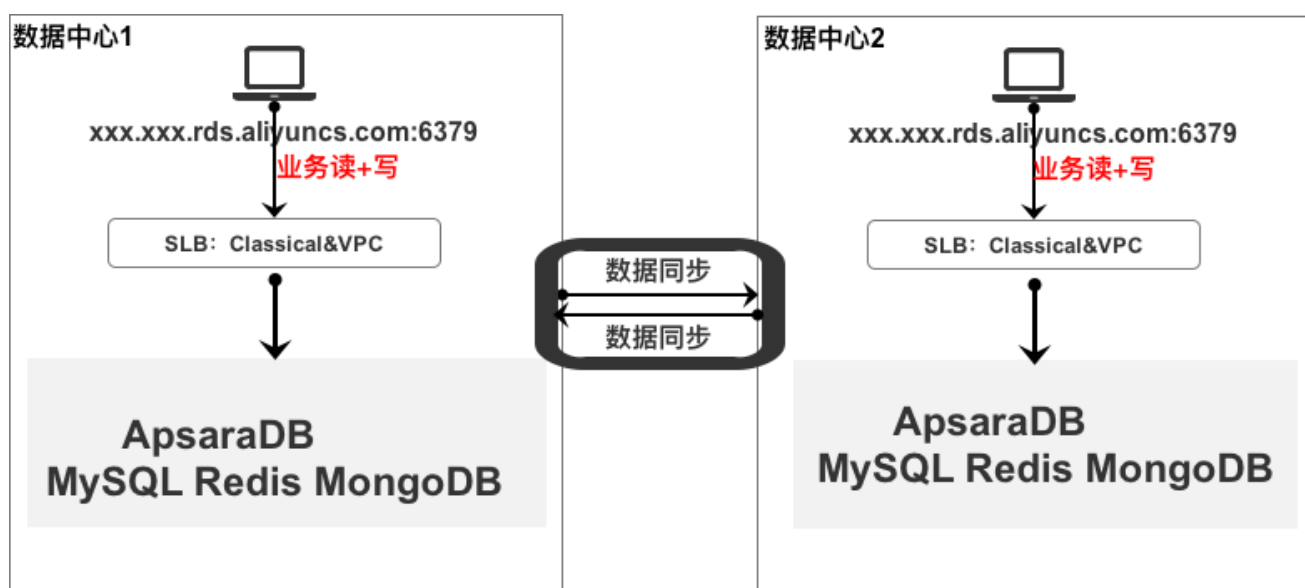 数据中心1
xxx.xxx.rds.aliyuncs.com:6379
业务读+写
SLB：Classical&VPC
ApsaraDB
MySQL Redis MongoDB
数据同步
数据同步
数据中心2
xxx.xxx.rds.aliyuncs.com:6379
业务读+写
SLB：Classical&VPC
ApsaraDB
MySQL Redis MongoDB